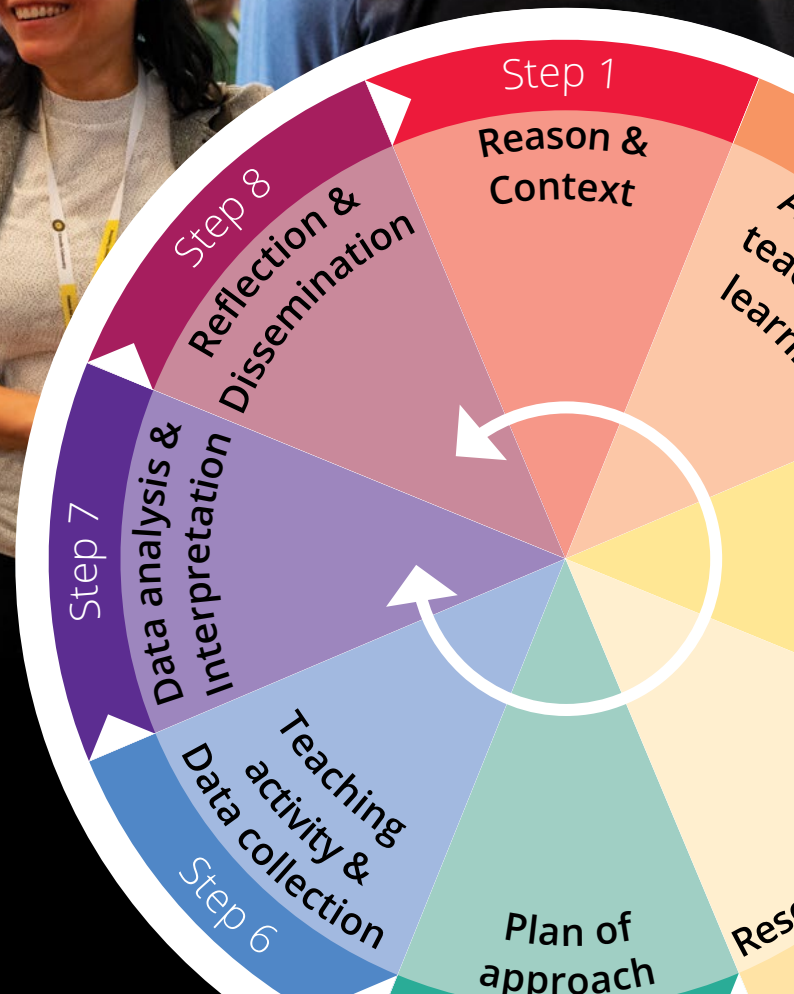 Step 1
Reason &
Context
Step 8
Reflection &
Dissemination
Step 7
Data analysis &
Interpretation
Step 6
Teaching
activity &
Data collection
Plan of
approach